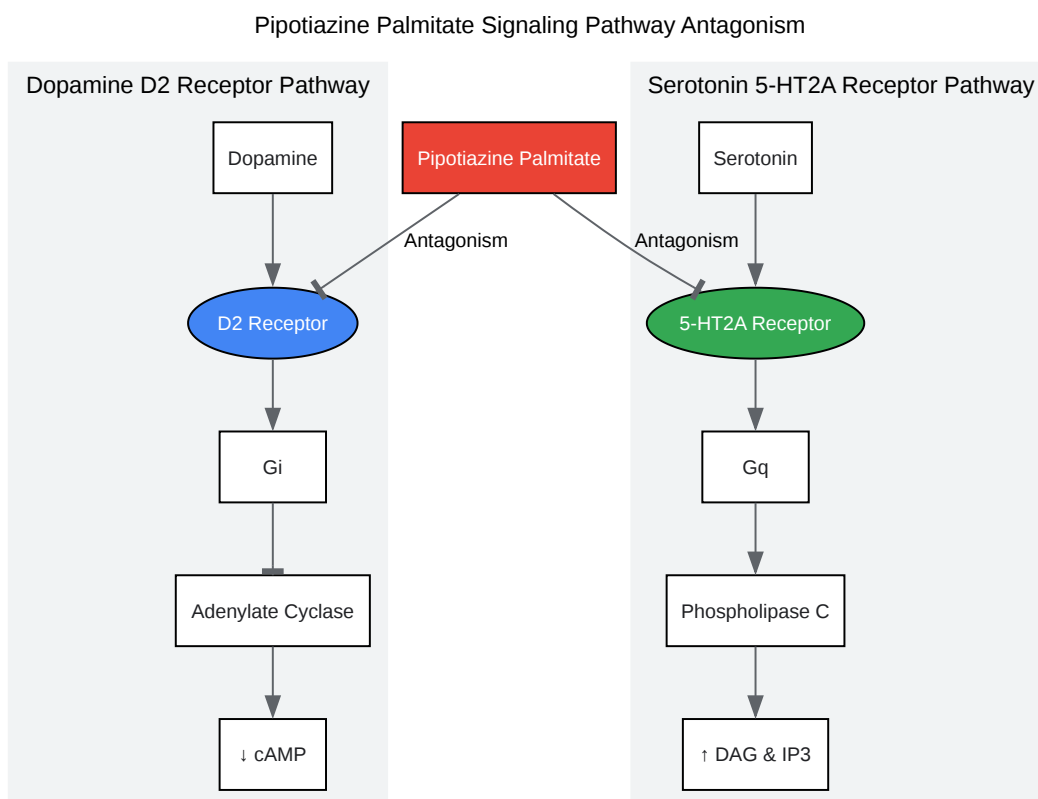 Pipotiazine Palmitate Signaling Pathway Antagonism
Dopamine D2 Receptor Pathway
Serotonin 5-HT2A Receptor Pathway
Dopamine
Pipotiazine Palmitate
Serotonin
Antagonism
Antagonism
D2 Receptor
5-HT2A Receptor
Gi
Gq
Adenylate Cyclase
Phospholipase C
↓ cAMP
↑ DAG & IP3